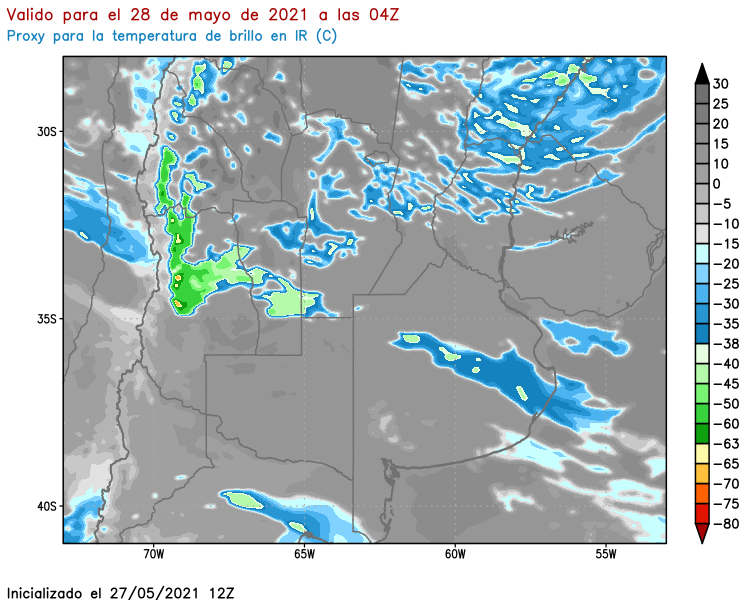 Valido para el 28 de mayo de 2021 a las 04Z
Proxy para la temperatura de brillo en IR (C)
30S
35S
40S
70W
65W
60W
55W
30
25
20
15
10
0
−5
−10
−15
−20
−25
−30
−35
−38
−40
−45
−50
−60
−63
−65
−70
−75
−80
Inicializado el 27/05/2021 12Z